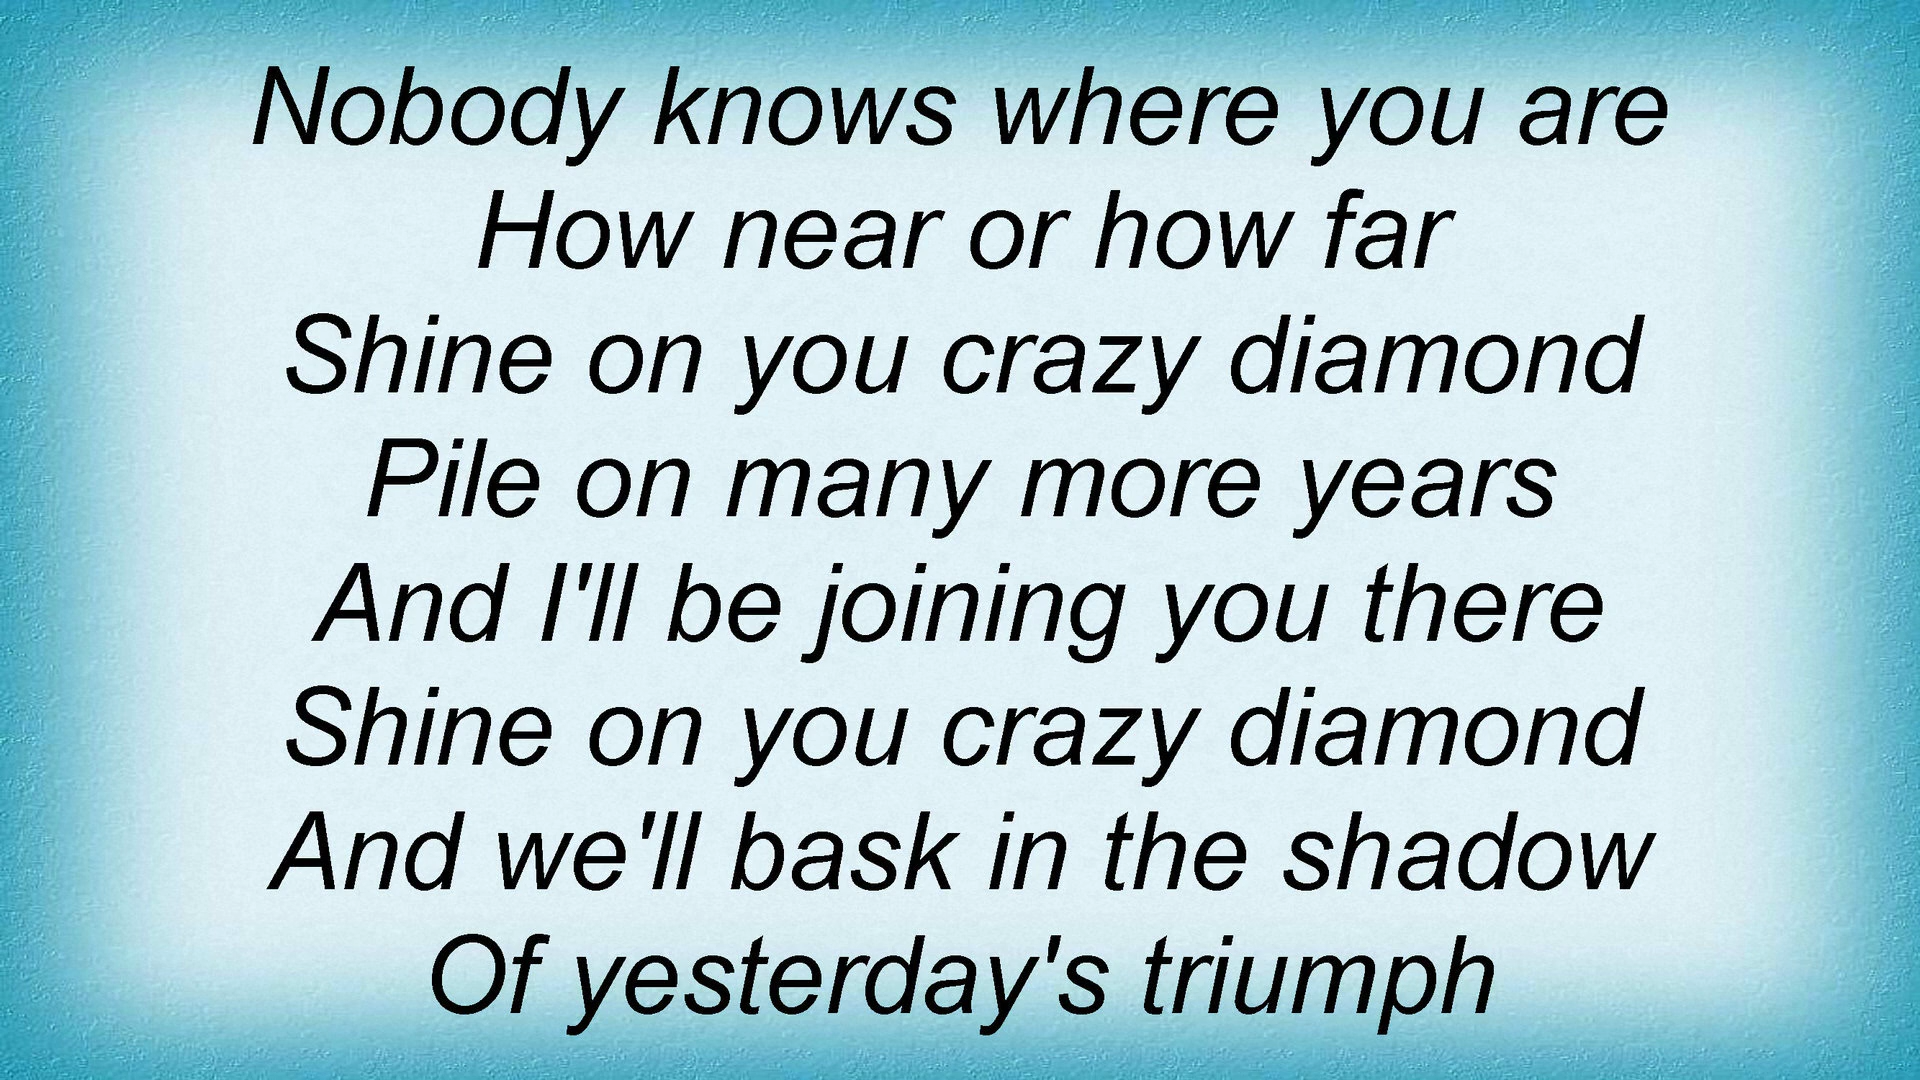 Nobody knows where you are
How near or how far
Shine on you crazy diamond
Pile on many more years
And I'll be joining you there
Shine on you crazy diamond
And we'll bask in the shadow
Of yesterday's triumph